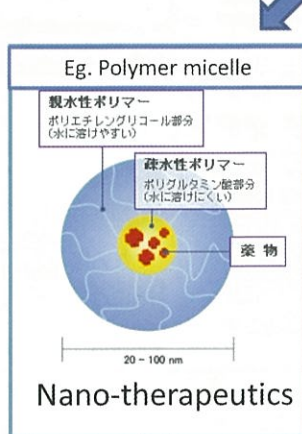 Eg. Polymer micelle
親水性ポリマー
ポリエチレングリコール部分
(水に溶けやすい)
疎水性ポリマー
ポリグルタミン酸部分
(水に溶けにくい)
薬 物
20 − 100 nm
Nano-therapeutics